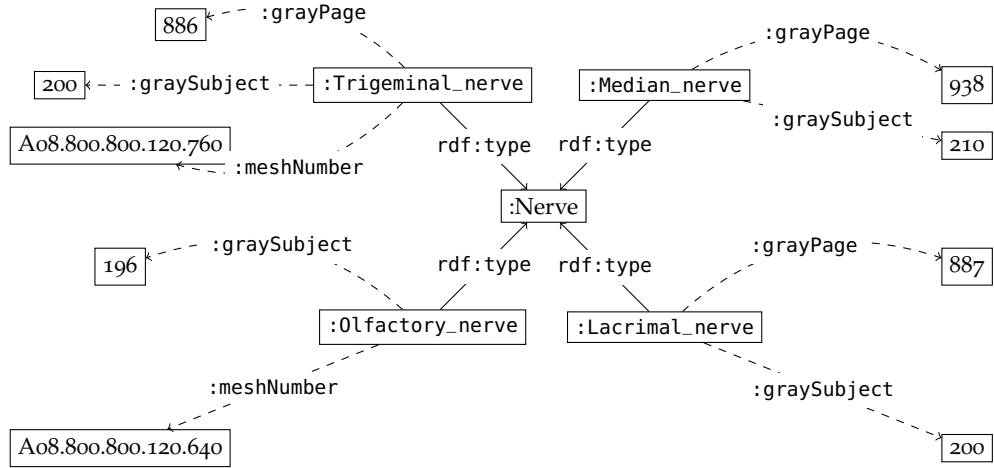 :grayPage
886
:grayPage
:graySubject
200
:Trigeminal_nerve
:Median_nerve
938
:graySubject
A08.800.800.120.760
210
rdf:type
rdf:type
:meshNumber
:Nerve
:graySubject
:grayPage
196
rdf:type
rdf:type
887
:Olfactory_nerve
:Lacrimal_nerve
:meshNumber
:graySubject
A08.800.800.120.640
200